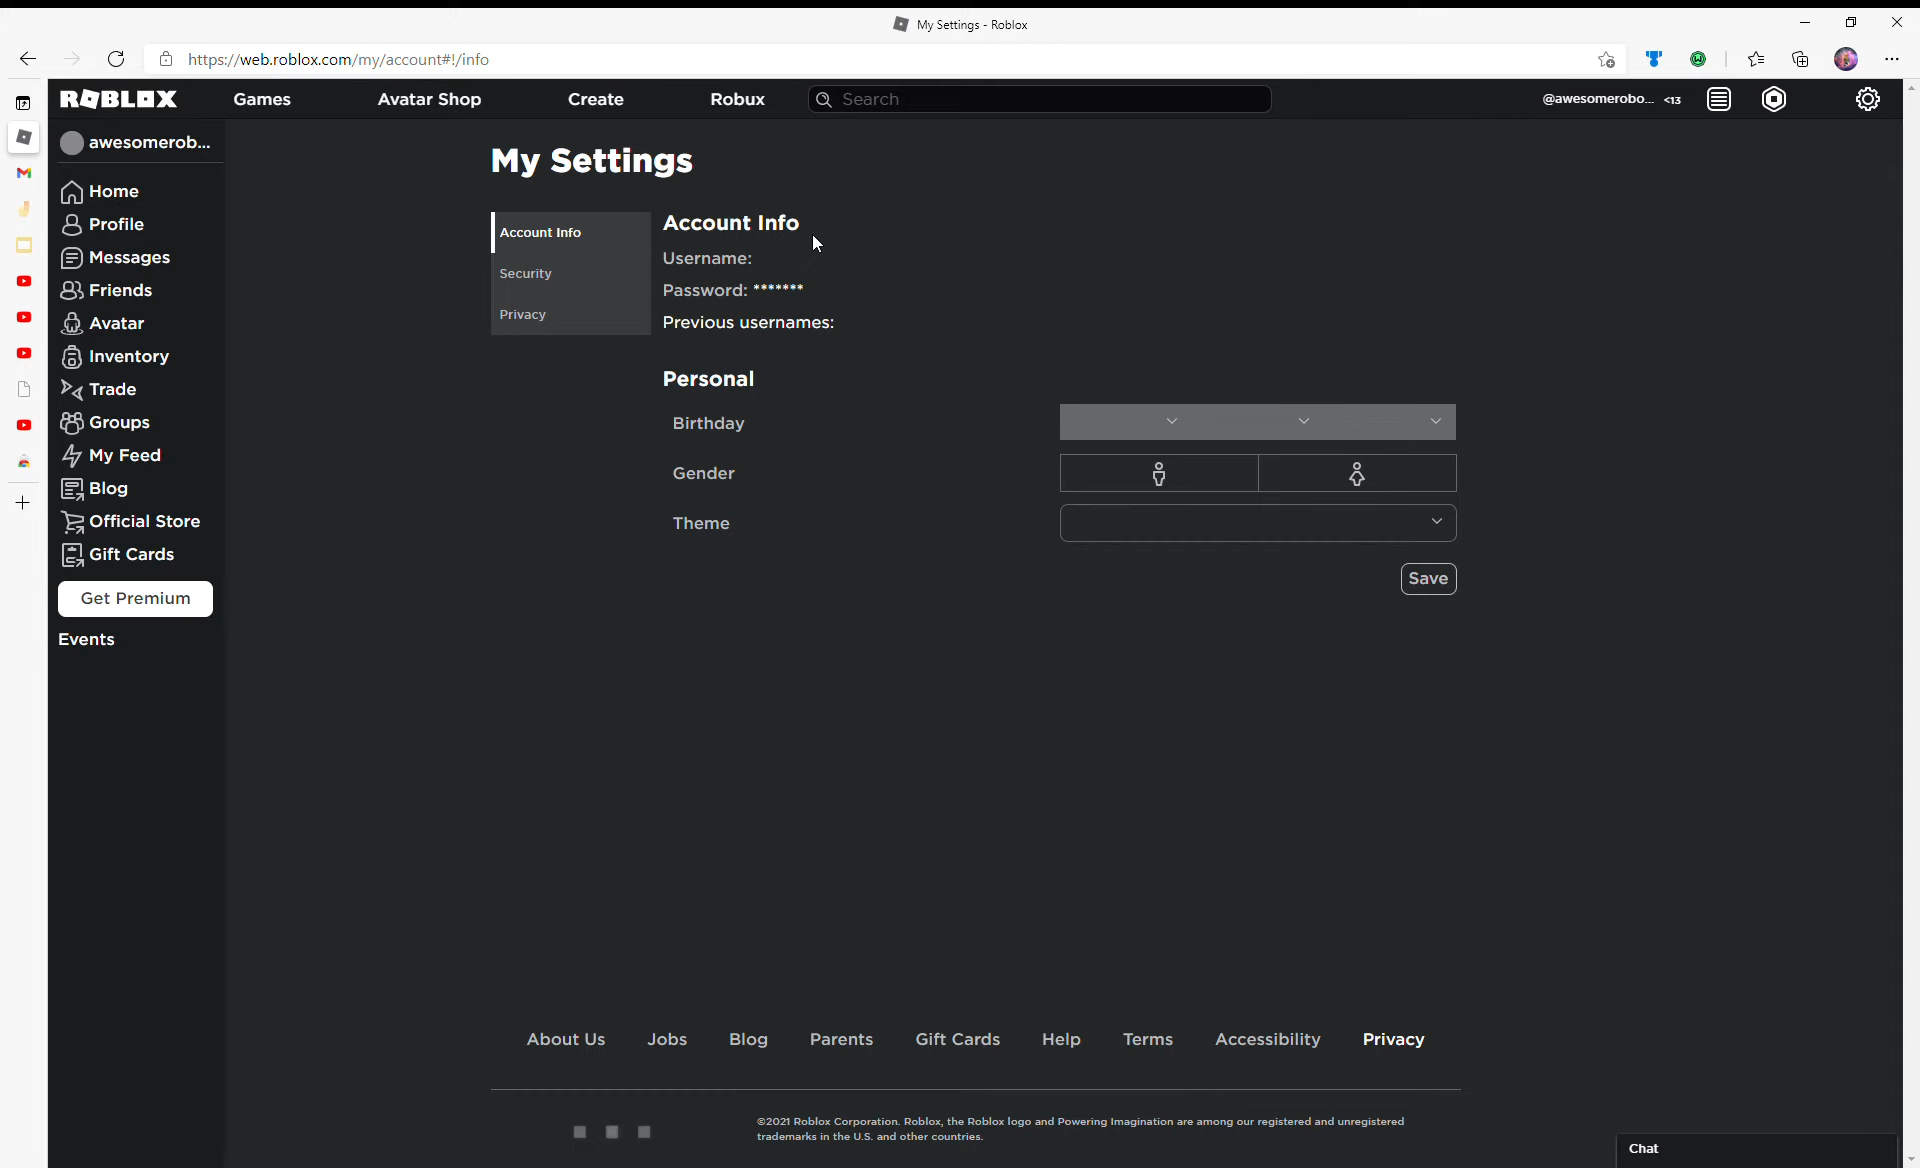 My Settings - Roblox
https://web.roblox.com/my/account#!/info
ROBLOX
Games
Avatar Shop
Create
Robux
Search
@awesomerobo... <13
awesomerob...
Home
Profile
Messages
Friends
Avatar
Inventory
Trade
Groups
My Feed
Blog
Official Store
Gift Cards
Get Premium
Events
My Settings
Account Info
Security
Privacy
Account Info
Username:
Password: *******
Previous usernames:
Personal
Birthday
Gender
Theme
Save
About Us
Jobs
Blog
Parents
Gift Cards
Help
Terms
Accessibility
Privacy
©2021 Roblox Corporation. Roblox, the Roblox logo and Powering Imagination are among our registered and unregistered
trademarks in the U.S. and other countries.
Chat